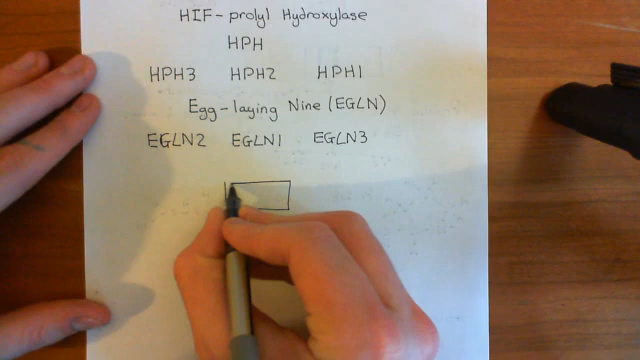 HIF-prolyl Hydroxylase
HPH
HPH3 HPH2 HPH1
Egg-laying Nine (EGLN)
EGLN2 EGLN1 EGLN3